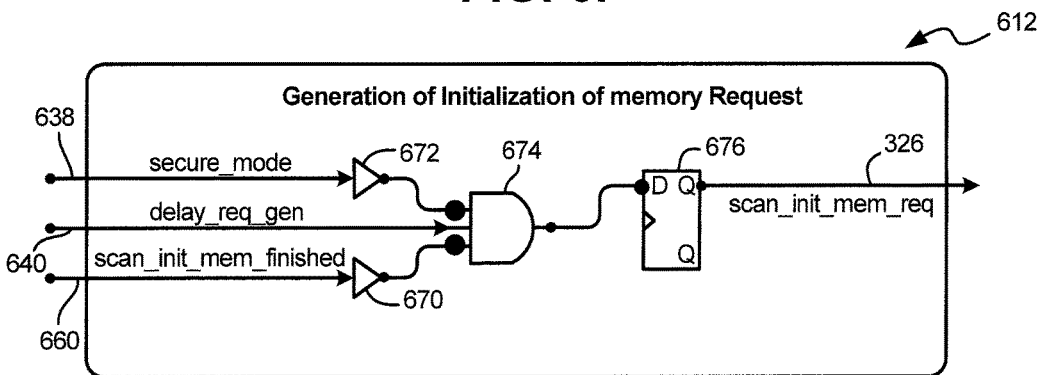 612
Generation of Initialization of memory Request
638
secure_mode
672
674
676
326
D Q
delay_req_gen
scan_init_mem_req
640
scan_init_mem_finished
Q
670
660